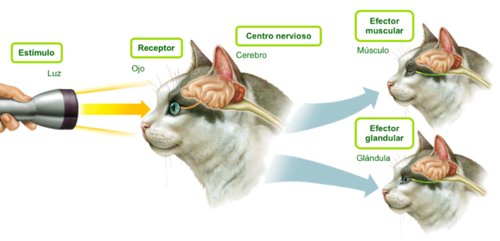 Estímulo
Luz
Receptor
Ojo
Centro nervioso
Cerebro
Efector
muscular
Músculo
Efector
glandular
Glándula